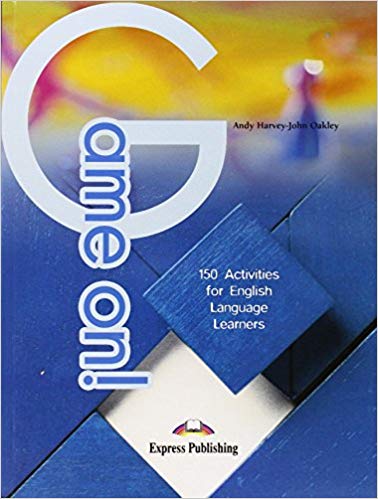 Game on!
Andy Harvey-John Oakley
150 Activities
for English
Language
Learners
Express Publishing